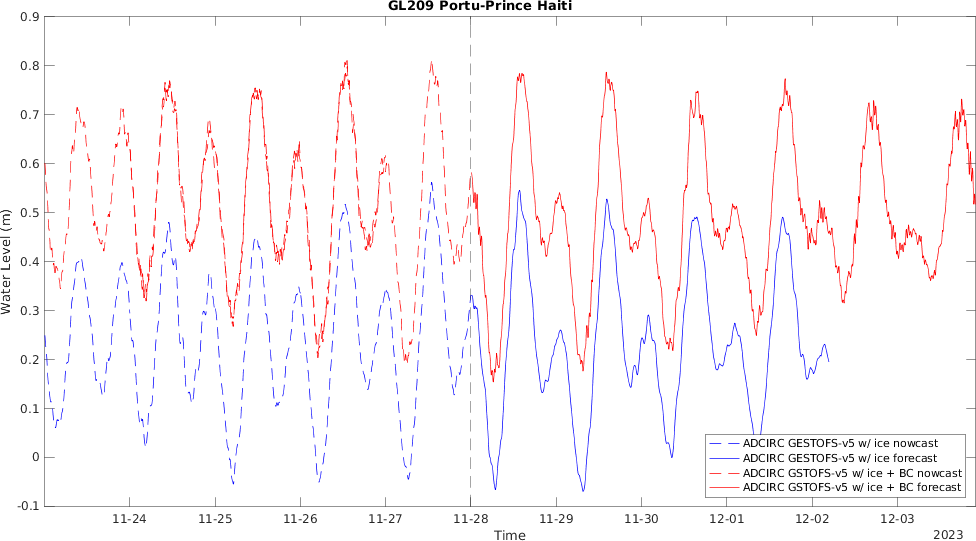 GL209 Portu-Prince Haiti
0.9
0.8
0.7
0.6
0.5
0.4
0.3
0.2
0.1
0
-0.1
Water Level (m)
11-24 11-25 11-26 11-27 11-28 11-29 11-30 12-01 12-02 12-03
Time
2023
ADCIRC GESTOFS-v5 w/ ice nowcast
ADCIRC GESTOFS-v5 w/ ice forecast
ADCIRC GSTOFS-v5 w/ ice + BC nowcast
ADCIRC GSTOFS-v5 w/ ice + BC forecast